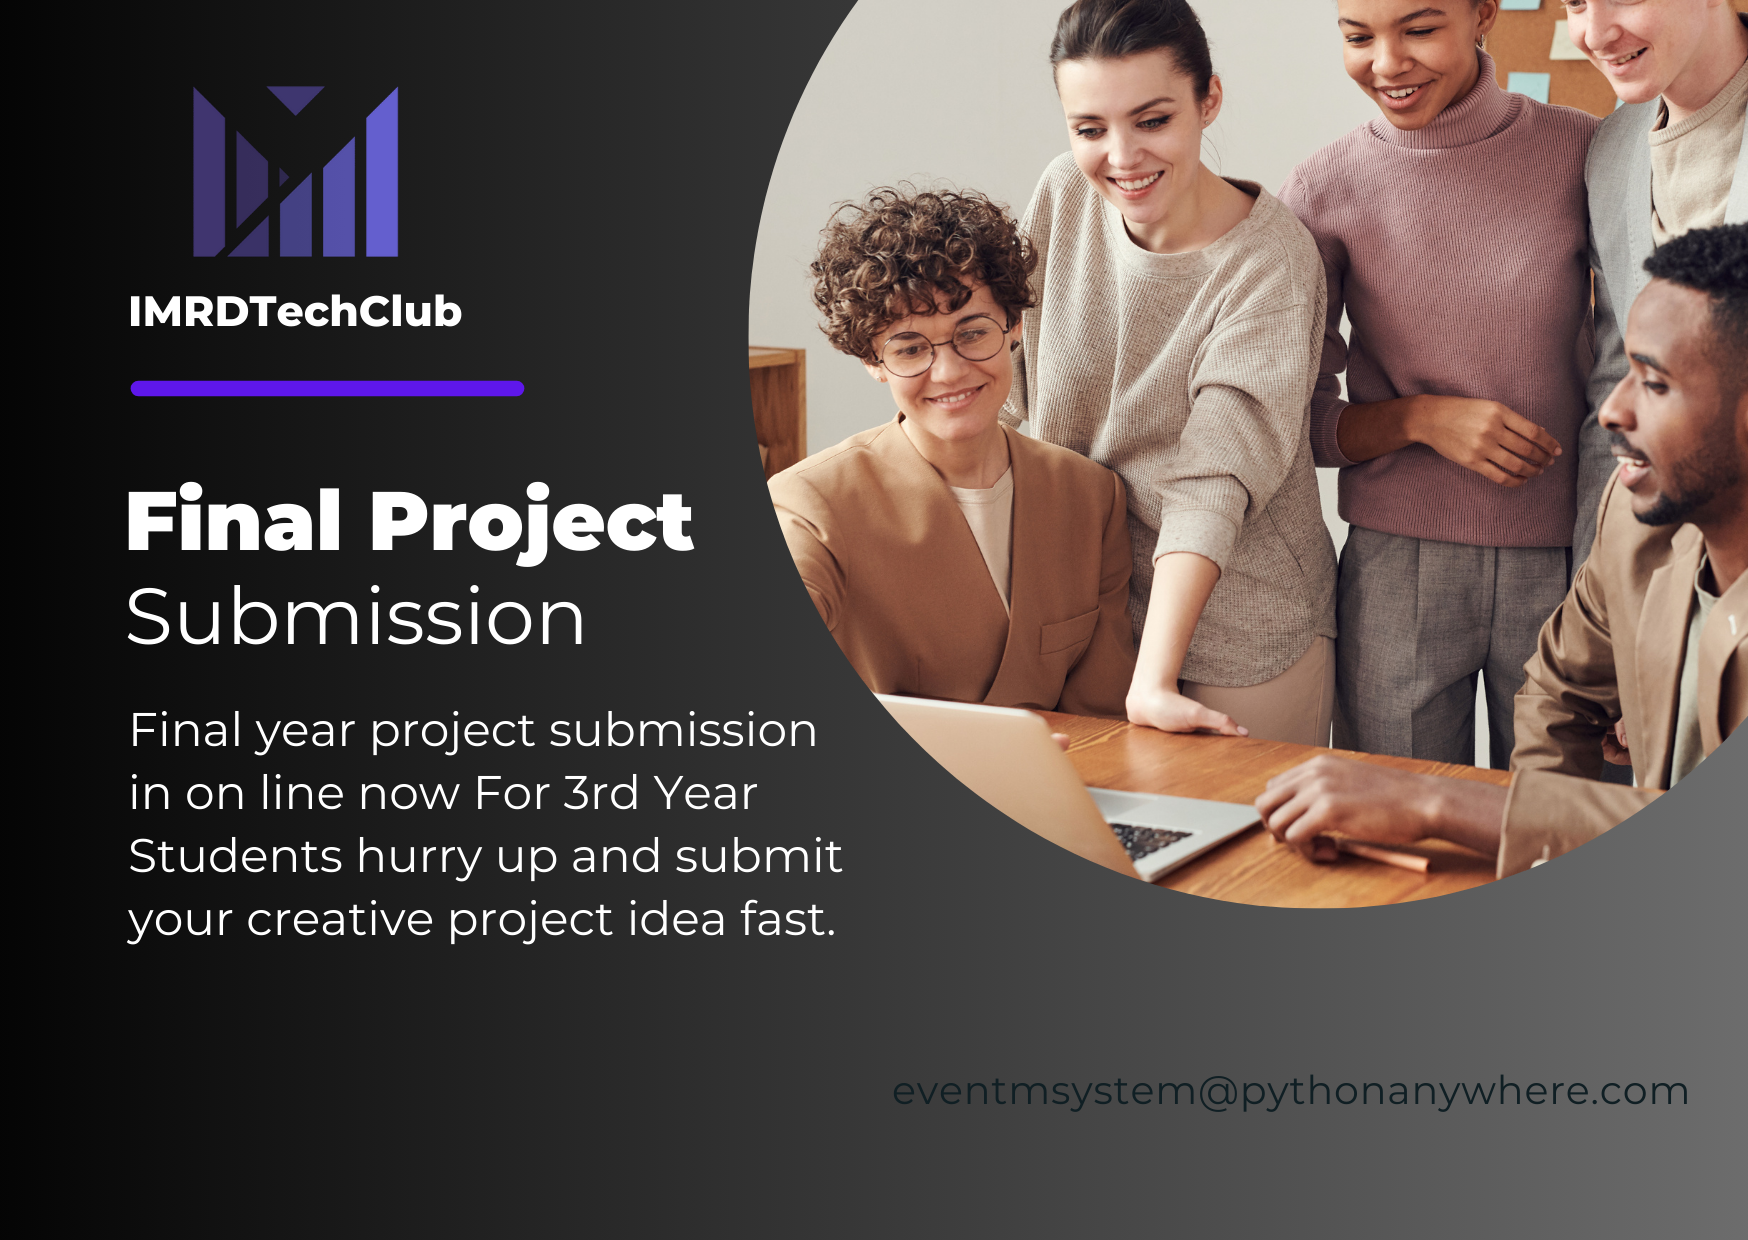 IMRDTechClub
Final Project
Submission
Final year project submission
in on line now For 3rd Year
Students hurry up and submit
your creative project idea fast.
eventmsystem@pythonanywhere.com